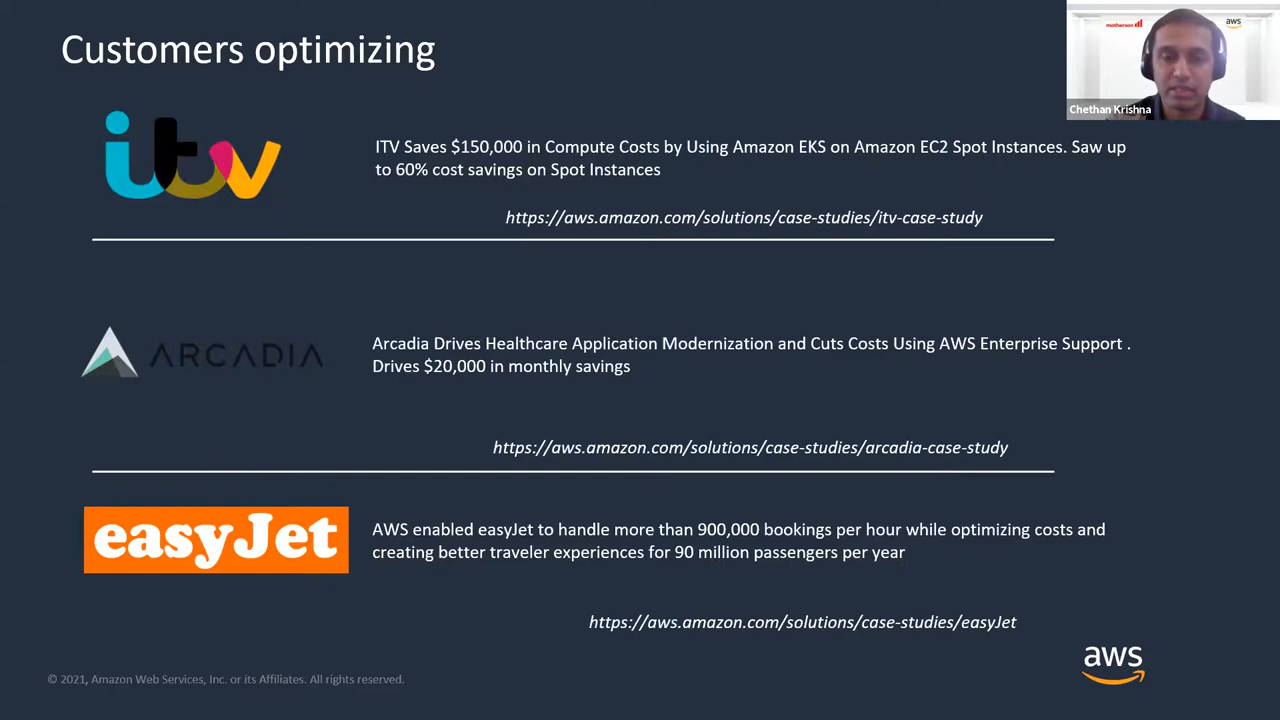 Customers optimizing
motherson
aws
Chethan Krishna
itv
ITV Saves $150,000 in Compute Costs by Using Amazon EKS on Amazon EC2 Spot Instances. Saw up
to 60% cost savings on Spot Instances
https://aws.amazon.com/solutions/case-studies/itv-case-study
ARCADIA
Arcadia Drives Healthcare Application Modernization and Cuts Costs Using AWS Enterprise Support .
Drives $20,000 in monthly savings
https://aws.amazon.com/solutions/case-studies/arcadia-case-study
easyJet
AWS enabled easyJet to handle more than 900,000 bookings per hour while optimizing costs and
creating better traveler experiences for 90 million passengers per year
https://aws.amazon.com/solutions/case-studies/easyJet
aws
© 2021, Amazon Web Services, Inc. or its Affiliates. All rights reserved.